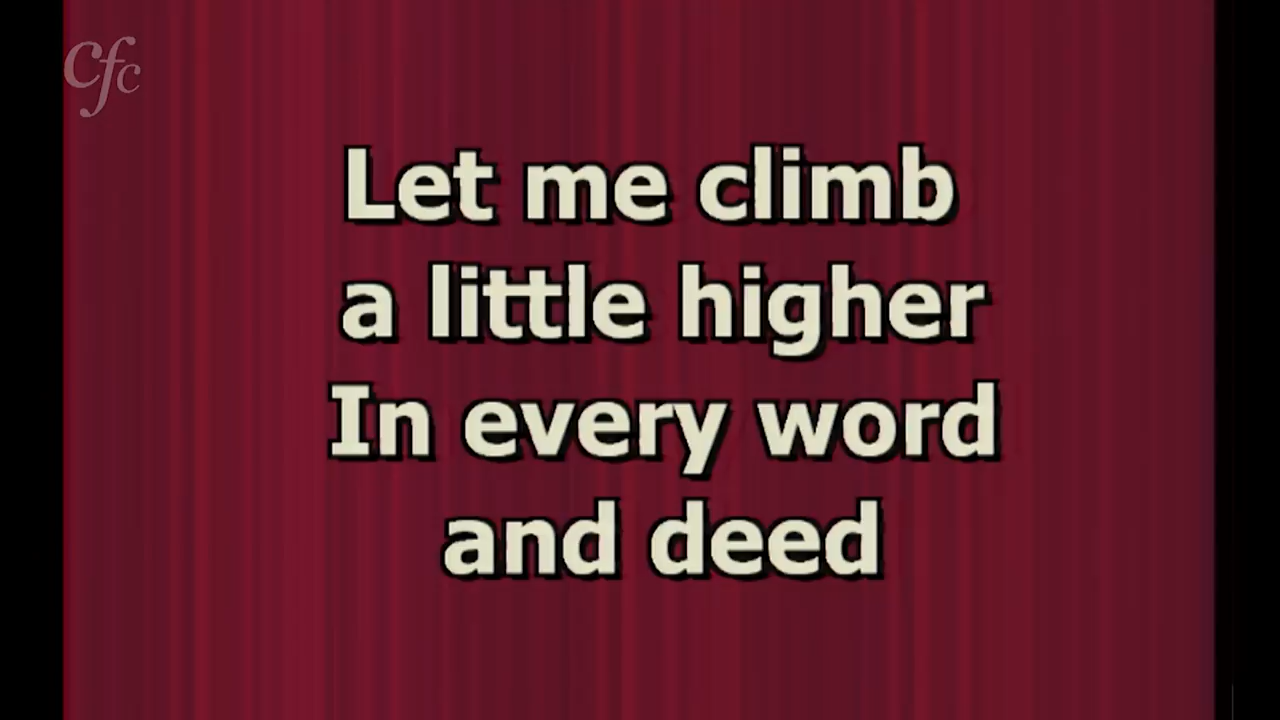 cfc
Let me climb
a little higher
In every word
and deed